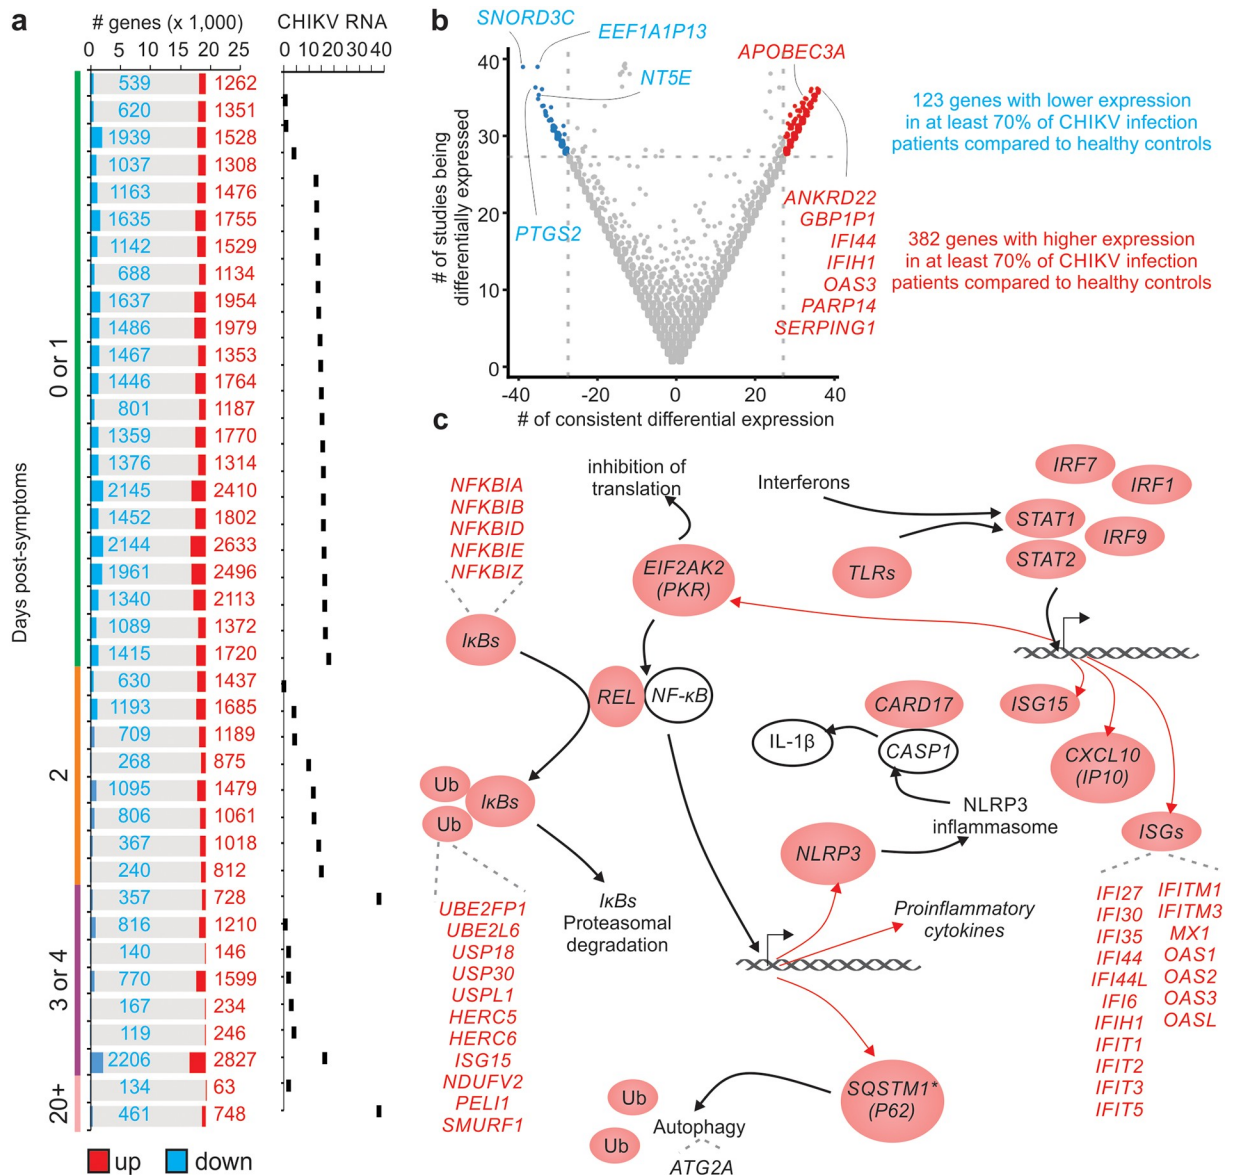 a
# genes (x 1,000)
CHIKV RNA
0 5 10 15 20 25
0 10 20 30 40
Days post-symptoms
0 or 1
539 1262
620 1351
1939 1528
1037 1308
1163 1476
1635 1755
1142 1529
688 1134
1637 1954
1486 1979
1467 1353
1446 1764
801 1187
1359 1770
1376 1314
2145 2410
1452 1802
2144 2633
1961 2496
1340 2113
1089 1372
1415 1720
2
630 1437
1193 1685
709 1189
268 875
1095 1479
806 1061
367 1018
240 812
3 or 4
357 728
816 1210
140 146
770 1599
167 234
119 246
2206 2827
20+
134 63
461 748
up
down
b
# of studies being
differentially expressed
40
30
20
10
0
-40 -20 0 20 40
# of consistent differential expression
SNORD3C
EEF1A1P13
NT5E
PTGS2
APOBEC3A
ANKRD22
GBP1P1
IFI44
IFIH1
OAS3
PARP14
SERPING1
123 genes with lower expression
in at least 70% of CHIKV infection
patients compared to healthy controls
382 genes with higher expression
in at least 70% of CHIKV infection
patients compared to healthy controls
c
NFKBIA
NFKBIB
NFKBID
NFKBIE
NFKBIZ
IκBs
inhibition of
translation
EIF2AK2
(PKR)
Interferons
TLRs
IRF7
IRF1
STAT1
IRF9
STAT2
REL
NF-κB
CARD17
IL-1β
CASP1
ISG15
CXCL10
(IP10)
Ub
IκBs
Ub
NLRP3
inflammasome
NLRP3
ISGs
IκBs
Proteasomal
degradation
UBE2FP1
UBE2L6
USP18
USP30
USPL1
HERC5
HERC6
ISG15
NDUFV2
PELI1
SMURF1
Proinflammatory
cytokines
IFI27
IFI30
IFI35
IFI44
IFI44L
IFI6
IFIH1
IFIT1
IFIT2
IFIT3
IFIT5
IFITM1
IFITM3
MX1
OAS1
OAS2
OAS3
OASL
SQSTM1*
(P62)
Ub
Autophagy
Ub
ATG2A